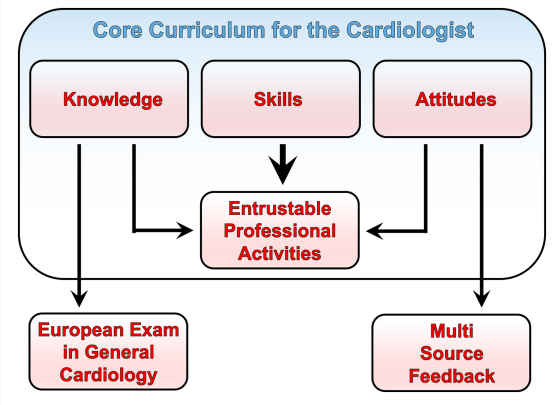 Core Curriculum for the Cardiologist
Knowledge
Skills
Attitudes
Entrustable
Professional
Activities
European Exam
in General
Cardiology
Multi
Source
Feedback